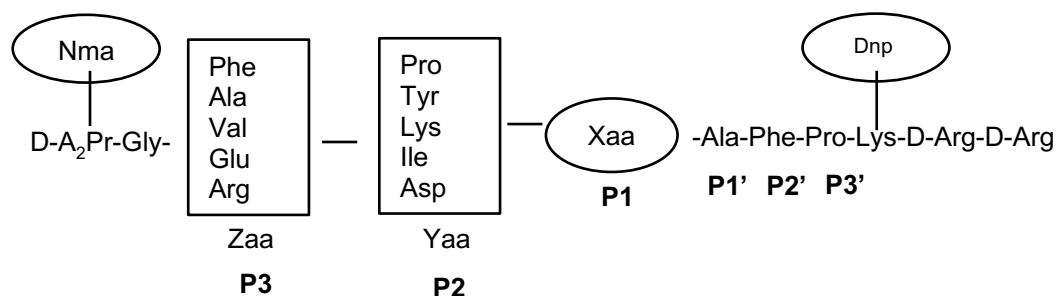 Nma
Dnp
Phe
Ala
Val
Glu
Arg
Pro
Tyr
Lys
Ile
Asp
D-A₂Pr-Gly-
Xaa
-Ala-Phe-Pro-Lys-D-Arg-D-Arg
P1
P1’ P2’ P3’
Zaa
Yaa
P3
P2